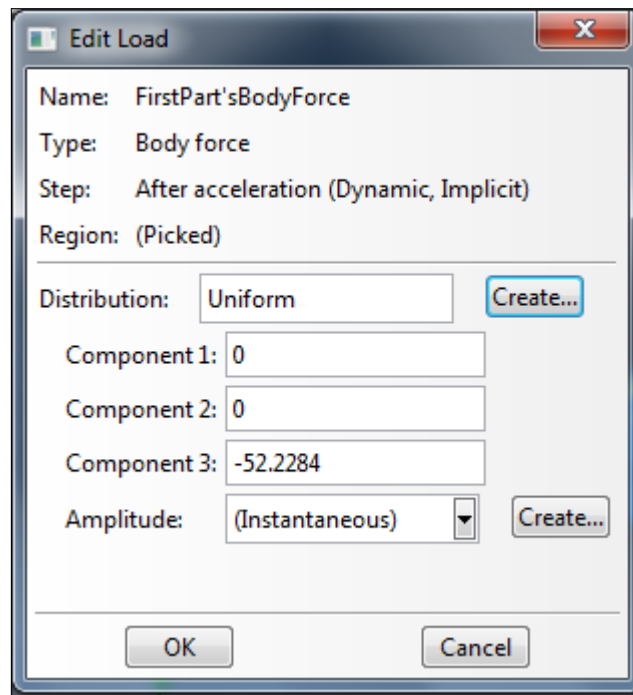 Edit Load
Name: FirstPart'sBodyForce
Type: Body force
Step: After acceleration (Dynamic, Implicit)
Region: (Picked)
Distribution: Uniform Create...
Component 1: 0
Component 2: 0
Component 3: -52.2284
Amplitude: (Instantaneous) Create...
OK Cancel